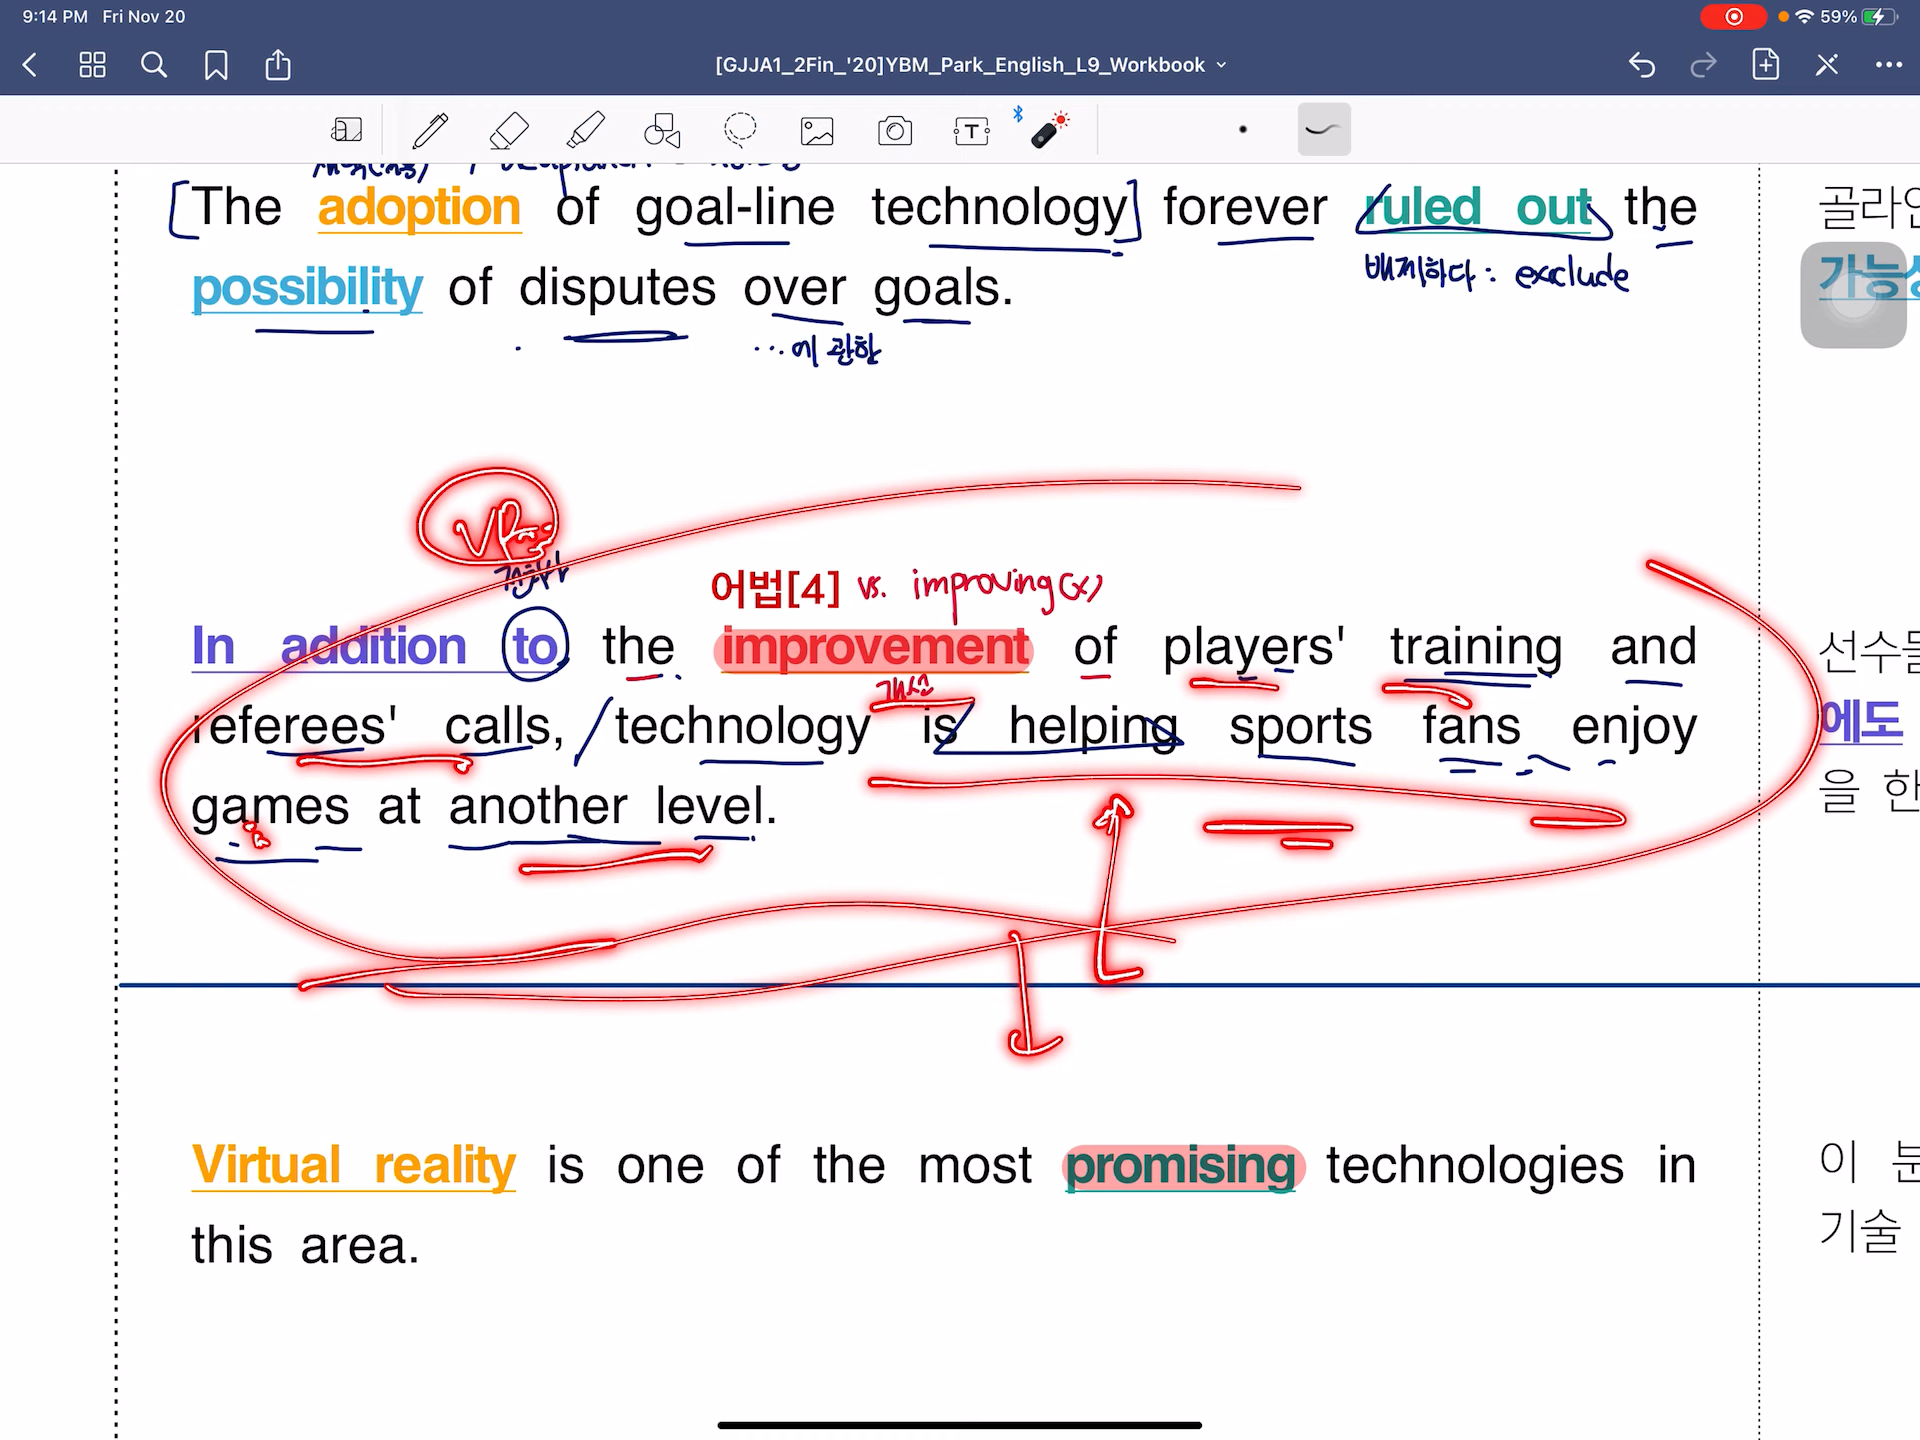 9:14 PM Fri Nov 20
59%
[GJJA1_2Fin_'20]YBM_Park_English_L9_Workbook
T
[The adoption of goal-line technology] forever ruled out the
골라인
배제하다 : exclude
possibility of disputes over goals.
가능성
...에 관한
전치사
어법[4] vs. improving(x)
In addition to the improvement of players' training and
선수들
개선
referees' calls, / technology is helping sports fans enjoy
에도
games at another level.
을 한
Virtual reality is one of the most promising technologies in
이 분
this area.
기술